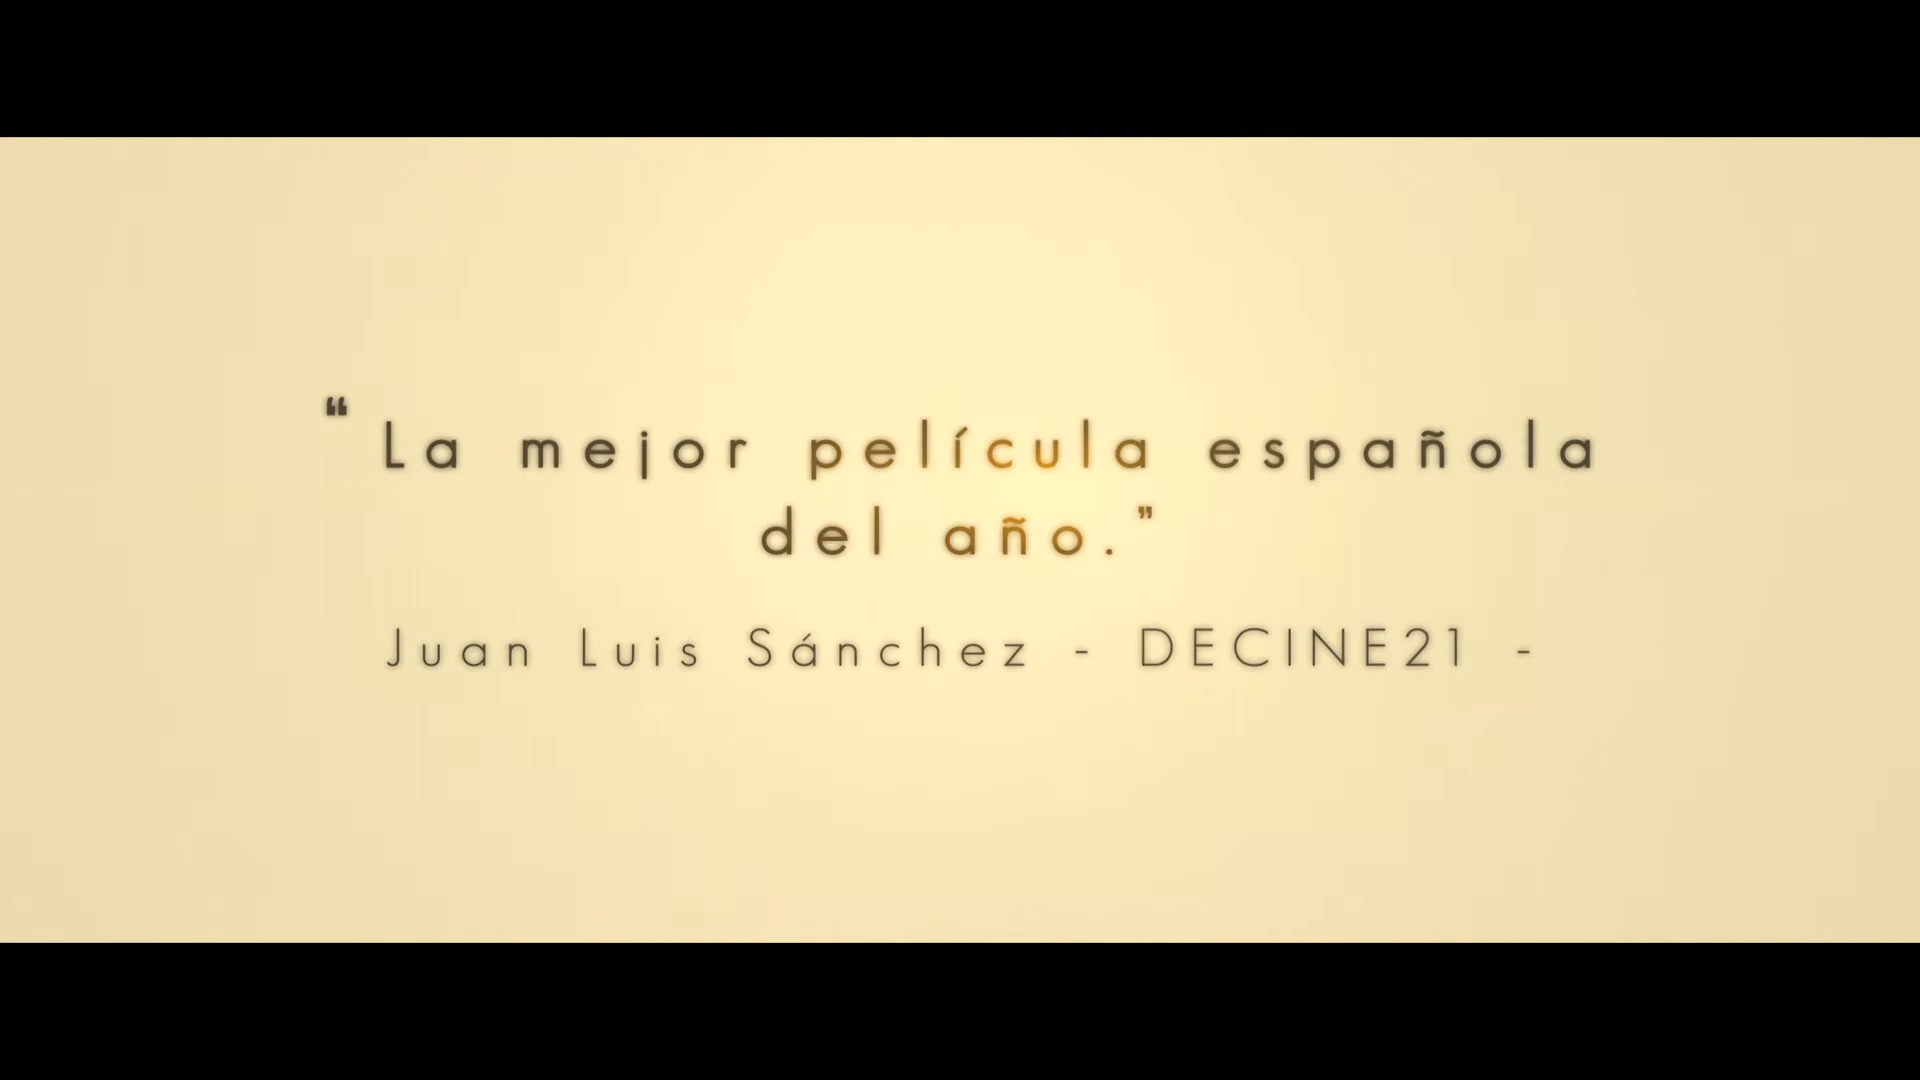 “ La mejor película española
del año.”
Juan Luis Sánchez - DECINE21 -